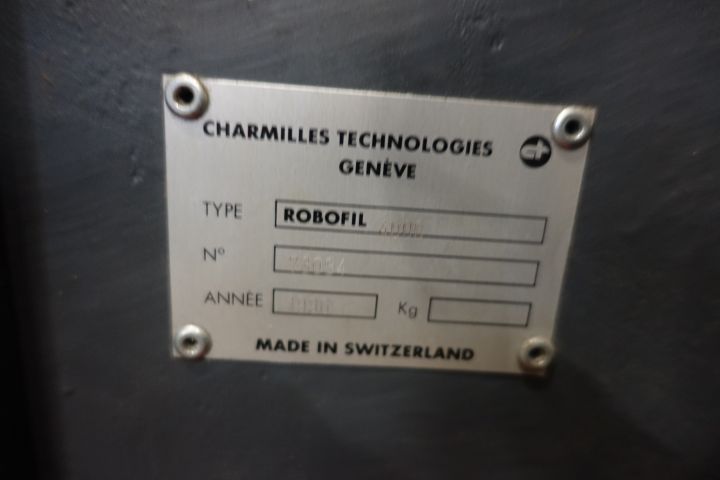 CHARMILLES TECHNOLOGIES
GENÈVE
TYPE ROBOFIL
N°
ANNÉE Kg
MADE IN SWITZERLAND